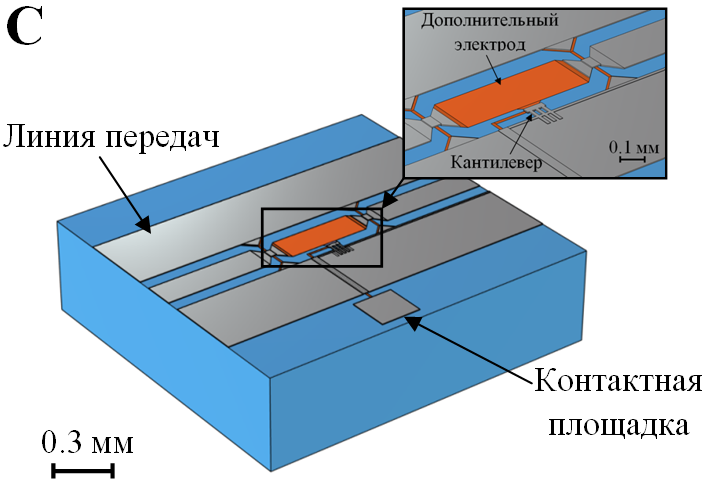 С
Дополнительный
электрод
Линия передач
Кантилевер
0.1 мм
Контактная
площадка
0.3 мм